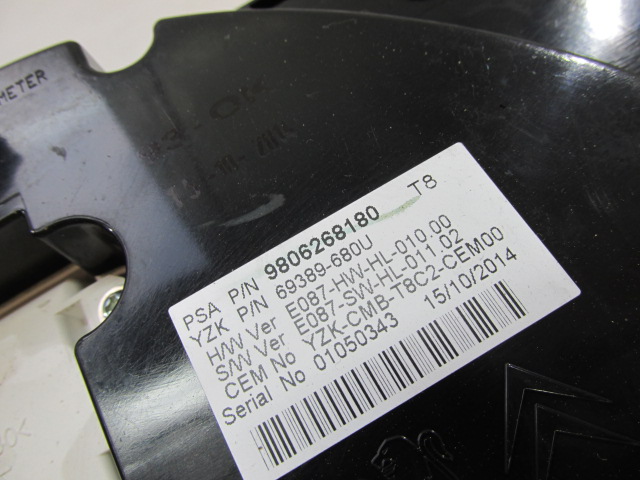 METER
PSA P/N 9806268180 T8
YZK P/N 69389-680U
H/W Ver E087-HW-HL-010.00
S/W Ver E087-SW-HL-011.02
CEM No YZK-CMB-T8C2-CEM00
Serial No 01050343 15/10/2014